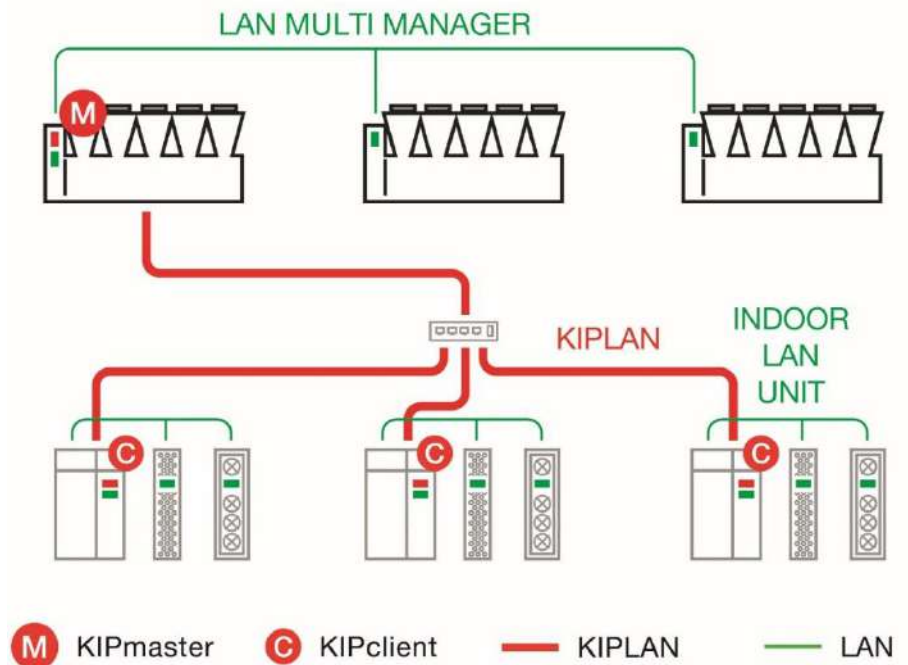 LAN MULTI MANAGER
M
KIPLAN
INDOOR
LAN
UNIT
C
C
C
M KIPmaster C KIPclient KIPLAN LAN